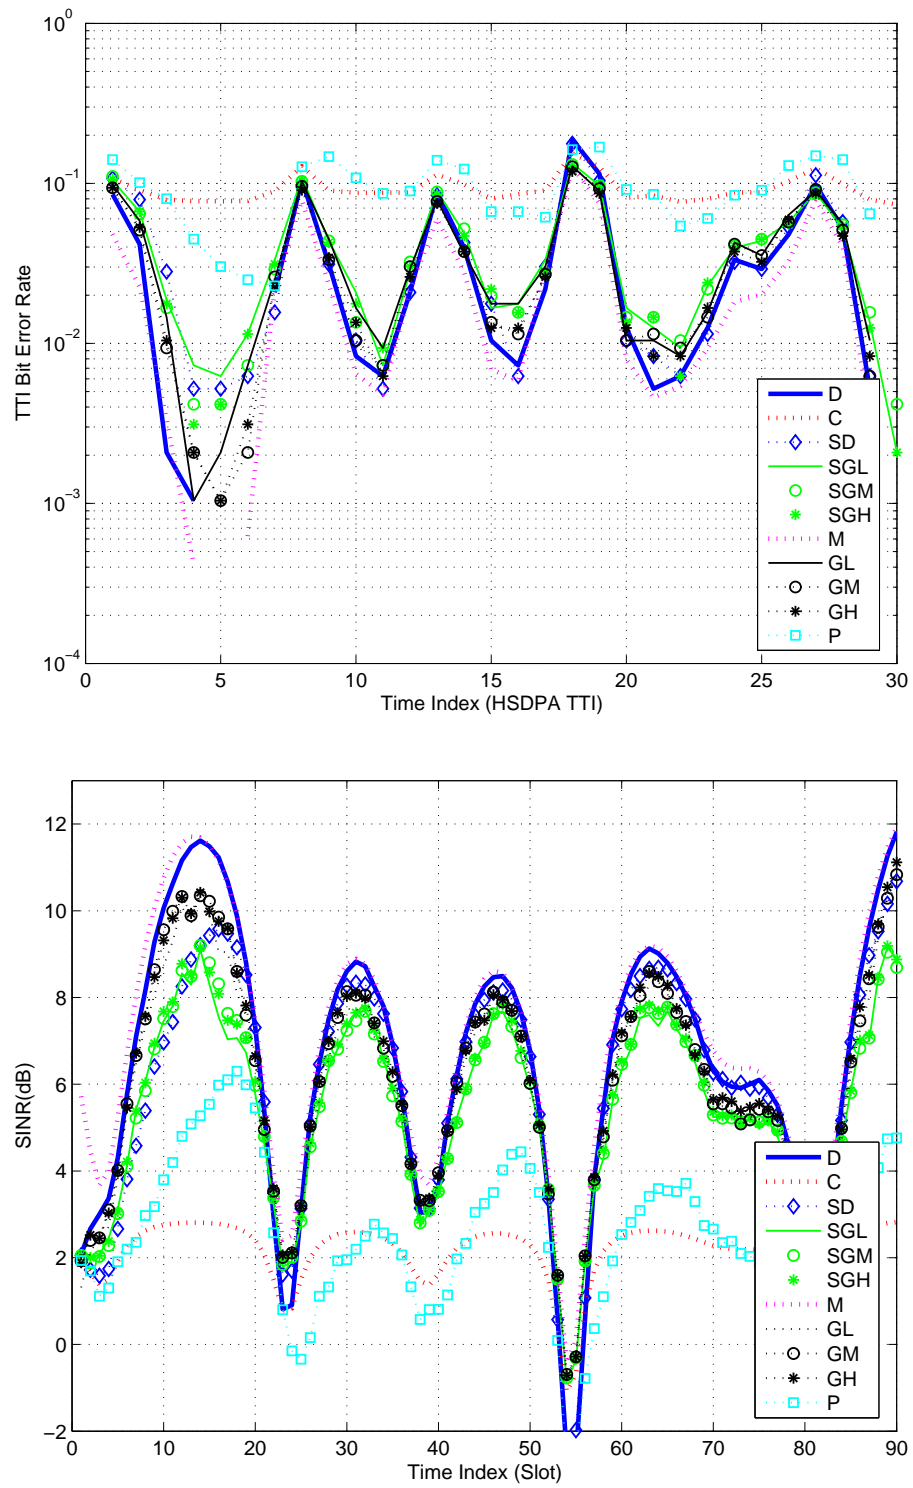 10^0
10^-1
10^-2
10^-3
10^-4
TTI Bit Error Rate
0 5 10 15 20 25 30
Time Index (HSDPA TTI)
D
C
SD
SGL
SGM
SGH
M
GL
GM
GH
P
12
10
8
6
4
2
0
−2
SINR(dB)
0 10 20 30 40 50 60 70 80 90
Time Index (Slot)
D
C
SD
SGL
SGM
SGH
M
GL
GM
GH
P